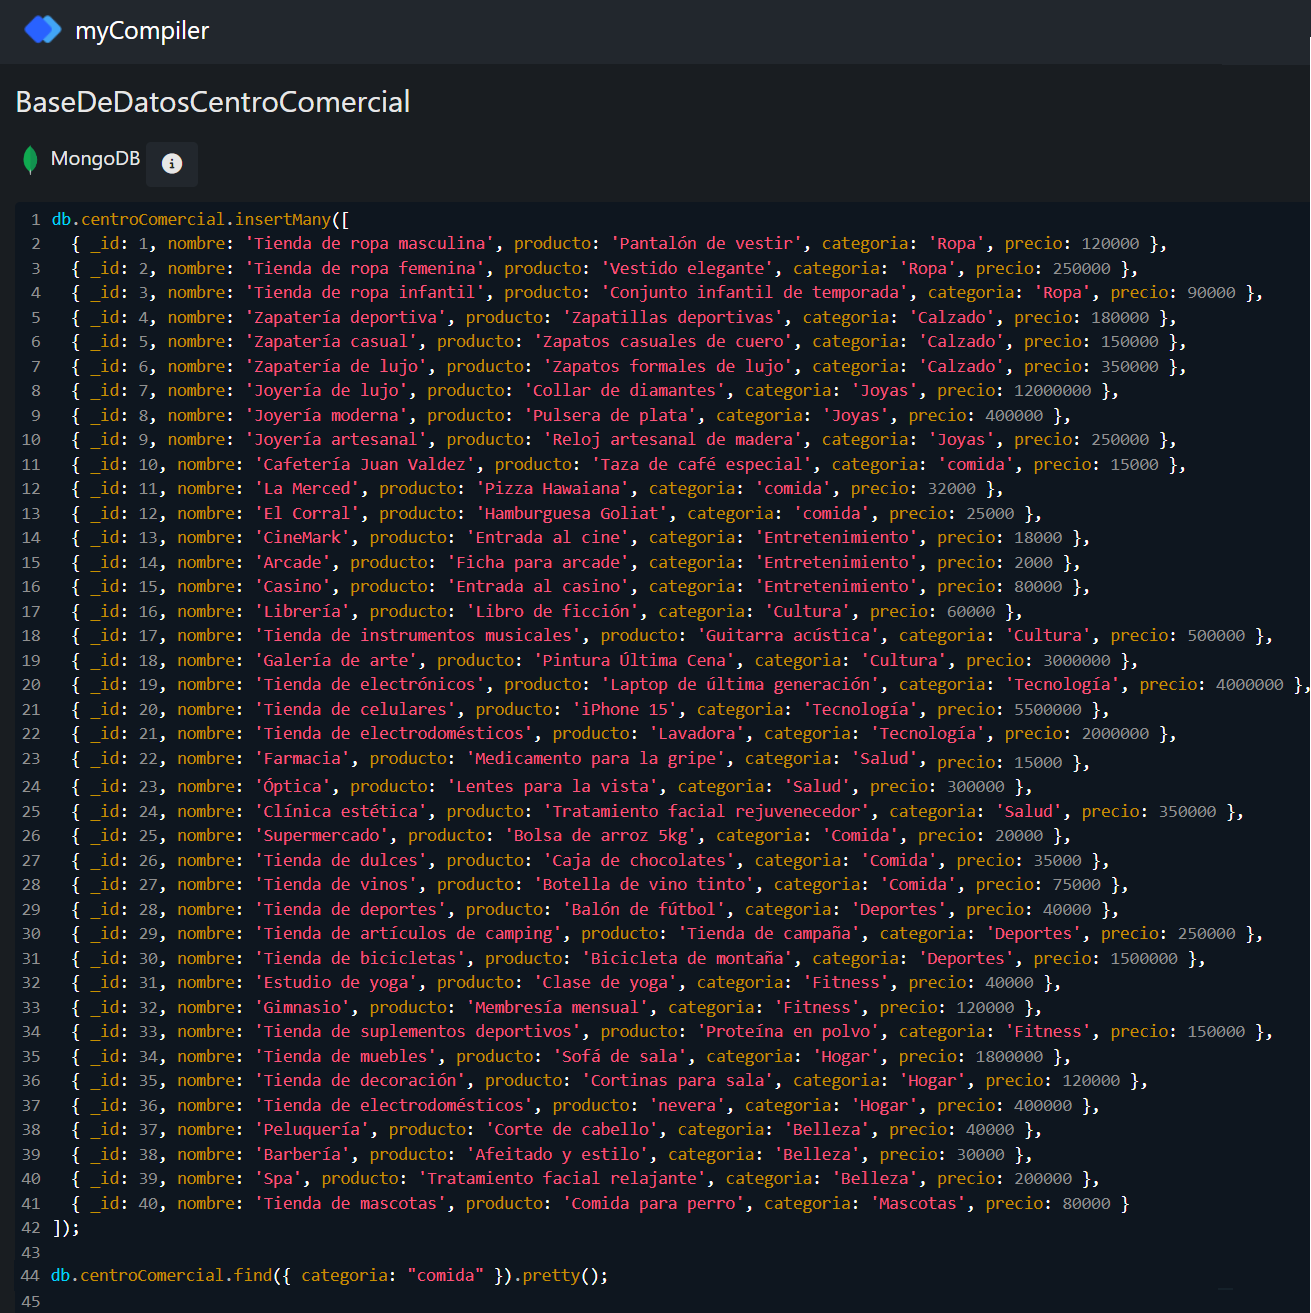 myCompiler
BaseDeDatosCentroComercial
MongoDB
1 db.centroComercial.insertMany([
2 { _id: 1, nombre: 'Tienda de ropa masculina', producto: 'Pantalón de vestir', categoria: 'Ropa', precio: 120000 },
3 { _id: 2, nombre: 'Tienda de ropa femenina', producto: 'Vestido elegante', categoria: 'Ropa', precio: 250000 },
4 { _id: 3, nombre: 'Tienda de ropa infantil', producto: 'Conjunto infantil de temporada', categoria: 'Ropa', precio: 90000 },
5 { _id: 4, nombre: 'Zapatería deportiva', producto: 'Zapatillas deportivas', categoria: 'Calzado', precio: 180000 },
6 { _id: 5, nombre: 'Zapatería casual', producto: 'Zapatos casuales de cuero', categoria: 'Calzado', precio: 150000 },
7 { _id: 6, nombre: 'Zapatería de lujo', producto: 'Zapatos formales de lujo', categoria: 'Calzado', precio: 350000 },
8 { _id: 7, nombre: 'Joyería de lujo', producto: 'Collar de diamantes', categoria: 'Joyas', precio: 12000000 },
9 { _id: 8, nombre: 'Joyería moderna', producto: 'Pulsera de plata', categoria: 'Joyas', precio: 400000 },
10 { _id: 9, nombre: 'Joyería artesanal', producto: 'Reloj artesanal de madera', categoria: 'Joyas', precio: 250000 },
11 { _id: 10, nombre: 'Cafetería Juan Valdez', producto: 'Taza de café especial', categoria: 'comida', precio: 15000 },
12 { _id: 11, nombre: 'La Merced', producto: 'Pizza Hawaiana', categoria: 'comida', precio: 32000 },
13 { _id: 12, nombre: 'El Corral', producto: 'Hamburguesa Goliat', categoria: 'comida', precio: 25000 },
14 { _id: 13, nombre: 'CineMark', producto: 'Entrada al cine', categoria: 'Entretenimiento', precio: 18000 },
15 { _id: 14, nombre: 'Arcade', producto: 'Ficha para arcade', categoria: 'Entretenimiento', precio: 2000 },
16 { _id: 15, nombre: 'Casino', producto: 'Entrada al casino', categoria: 'Entretenimiento', precio: 80000 },
17 { _id: 16, nombre: 'Librería', producto: 'Libro de ficción', categoria: 'Cultura', precio: 60000 },
18 { _id: 17, nombre: 'Tienda de instrumentos musicales', producto: 'Guitarra acústica', categoria: 'Cultura', precio: 500000 },
19 { _id: 18, nombre: 'Galería de arte', producto: 'Pintura Última Cena', categoria: 'Cultura', precio: 3000000 },
20 { _id: 19, nombre: 'Tienda de electrónicos', producto: 'Laptop de última generación', categoria: 'Tecnología', precio: 4000000 },
21 { _id: 20, nombre: 'Tienda de celulares', producto: 'iPhone 15', categoria: 'Tecnología', precio: 5500000 },
22 { _id: 21, nombre: 'Tienda de electrodomésticos', producto: 'Lavadora', categoria: 'Tecnología', precio: 2000000 },
23 { _id: 22, nombre: 'Farmacia', producto: 'Medicamento para la gripe', categoria: 'Salud', precio: 15000 },
24 { _id: 23, nombre: 'Óptica', producto: 'Lentes para la vista', categoria: 'Salud', precio: 300000 },
25 { _id: 24, nombre: 'Clínica estética', producto: 'Tratamiento facial rejuvenecedor', categoria: 'Salud', precio: 350000 },
26 { _id: 25, nombre: 'Supermercado', producto: 'Bolsa de arroz 5kg', categoria: 'Comida', precio: 20000 },
27 { _id: 26, nombre: 'Tienda de dulces', producto: 'Caja de chocolates', categoria: 'Comida', precio: 35000 },
28 { _id: 27, nombre: 'Tienda de vinos', producto: 'Botella de vino tinto', categoria: 'Comida', precio: 75000 },
29 { _id: 28, nombre: 'Tienda de deportes', producto: 'Balón de fútbol', categoria: 'Deportes', precio: 40000 },
30 { _id: 29, nombre: 'Tienda de artículos de camping', producto: 'Tienda de campaña', categoria: 'Deportes', precio: 250000 },
31 { _id: 30, nombre: 'Tienda de bicicletas', producto: 'Bicicleta de montaña', categoria: 'Deportes', precio: 1500000 },
32 { _id: 31, nombre: 'Estudio de yoga', producto: 'Clase de yoga', categoria: 'Fitness', precio: 40000 },
33 { _id: 32, nombre: 'Gimnasio', producto: 'Membresía mensual', categoria: 'Fitness', precio: 120000 },
34 { _id: 33, nombre: 'Tienda de suplementos deportivos', producto: 'Proteína en polvo', categoria: 'Fitness', precio: 150000 },
35 { _id: 34, nombre: 'Tienda de muebles', producto: 'Sofá de sala', categoria: 'Hogar', precio: 1800000 },
36 { _id: 35, nombre: 'Tienda de decoración', producto: 'Cortinas para sala', categoria: 'Hogar', precio: 120000 },
37 { _id: 36, nombre: 'Tienda de electrodomésticos', producto: 'nevera', categoria: 'Hogar', precio: 400000 },
38 { _id: 37, nombre: 'Peluquería', producto: 'Corte de cabello', categoria: 'Belleza', precio: 40000 },
39 { _id: 38, nombre: 'Barbería', producto: 'Afeitado y estilo', categoria: 'Belleza', precio: 30000 },
40 { _id: 39, nombre: 'Spa', producto: 'Tratamiento facial relajante', categoria: 'Belleza', precio: 200000 },
41 { _id: 40, nombre: 'Tienda de mascotas', producto: 'Comida para perro', categoria: 'Mascotas', precio: 80000 }
42 ]);
43
44 db.centroComercial.find({ categoria: "comida" }).pretty();
45